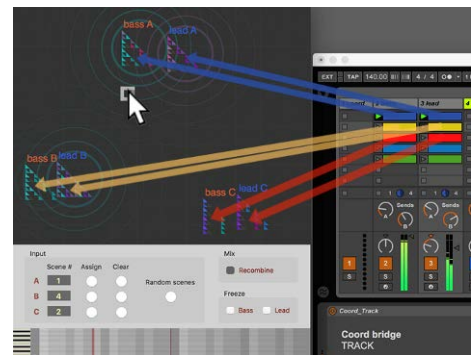 bass A
lead A
bass B
lead B
bass C
lead C
Input
Scene # Assign Clear
Random scenes
A 1
B 4
C 2
Mix
Recombine
Freeze
Bass Lead
EXT TAP 140.00 4 / 4
3 lead
4
Sends
A
B
Sends
A
B
1
2
3
S
S
S
Coord_Track
Coord bridge
TRACK